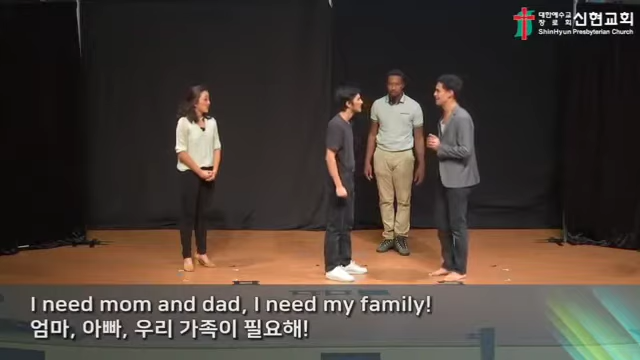 대한예수교
장로회
신현교회
ShinHyun Presbyterian Church
I need mom and dad, I need my family!
엄마, 아빠, 우리 가족이 필요해!